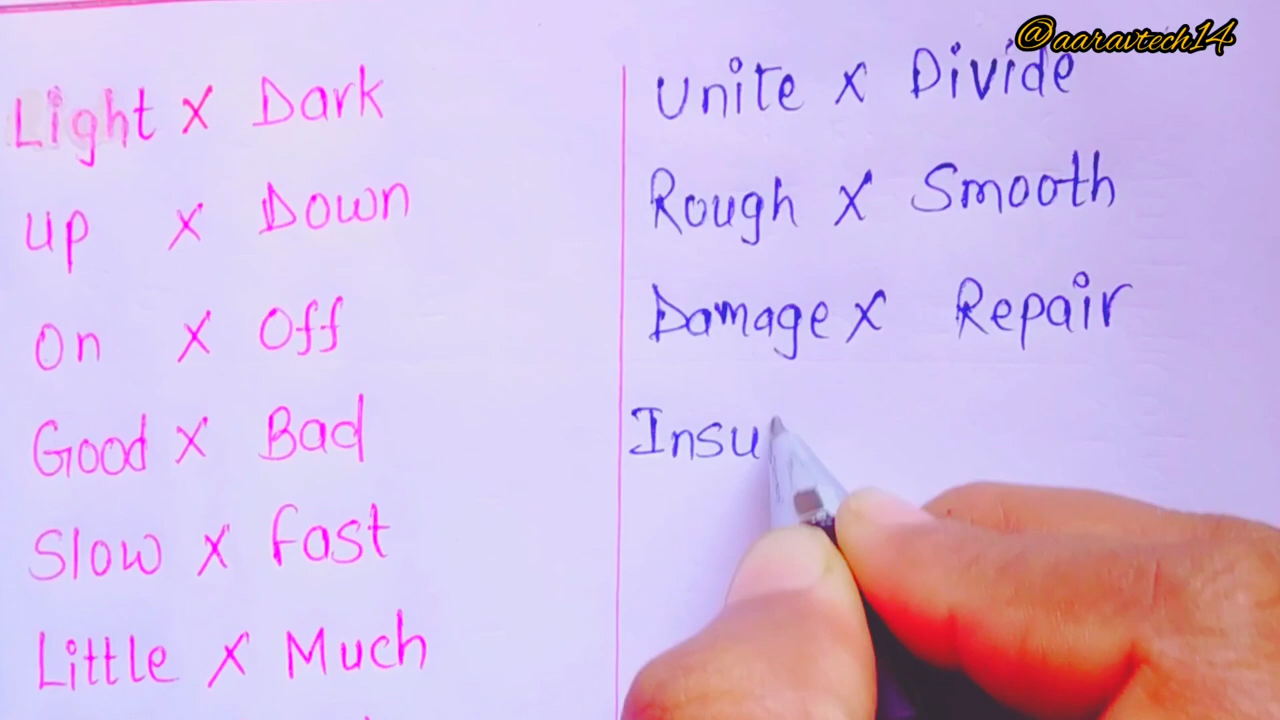 @aaravtech14
Light X Dark
Up X Down
On X Off
Good X Bad
Slow X Fast
Little X Much
Unite X Divide
Rough X Smooth
Damage X Repair
Insu